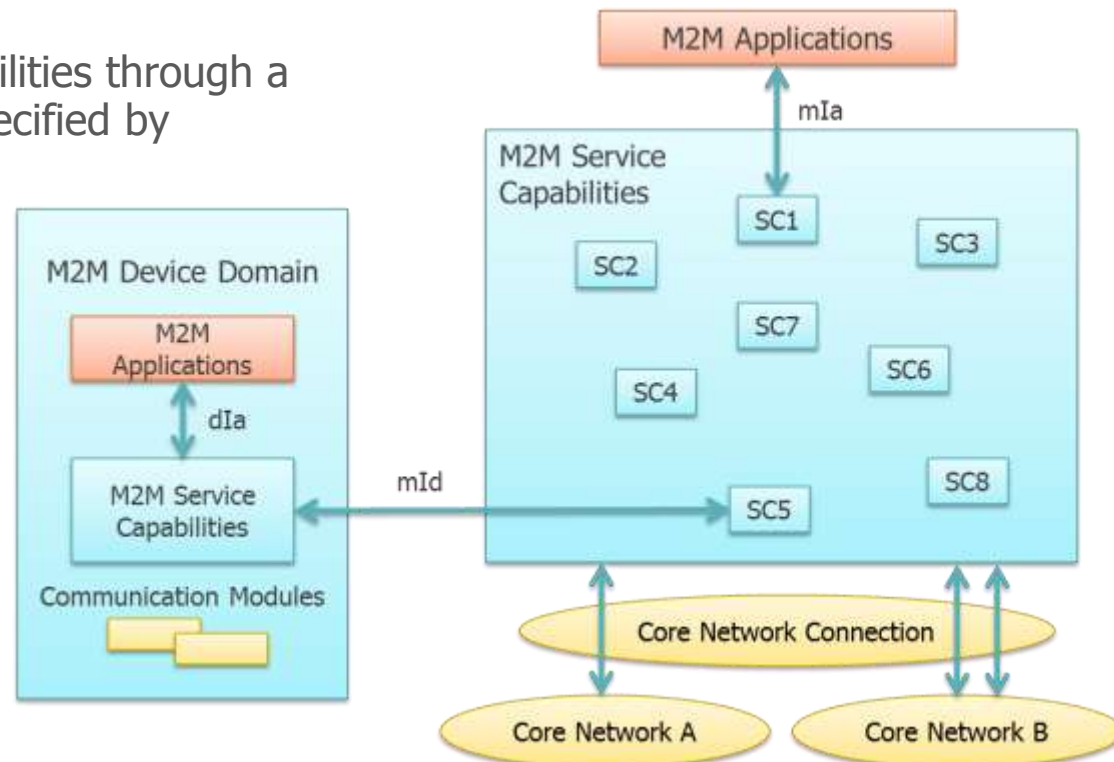 ilities through a
ecified by
M2M Applications
mIa
M2M Service
Capabilities
SC1
SC2
SC3
SC7
SC6
SC4
SC8
SC5
M2M Device Domain
M2M
Applications
dIa
M2M Service
Capabilities
mId
Communication Modules
Core Network Connection
Core Network A
Core Network B